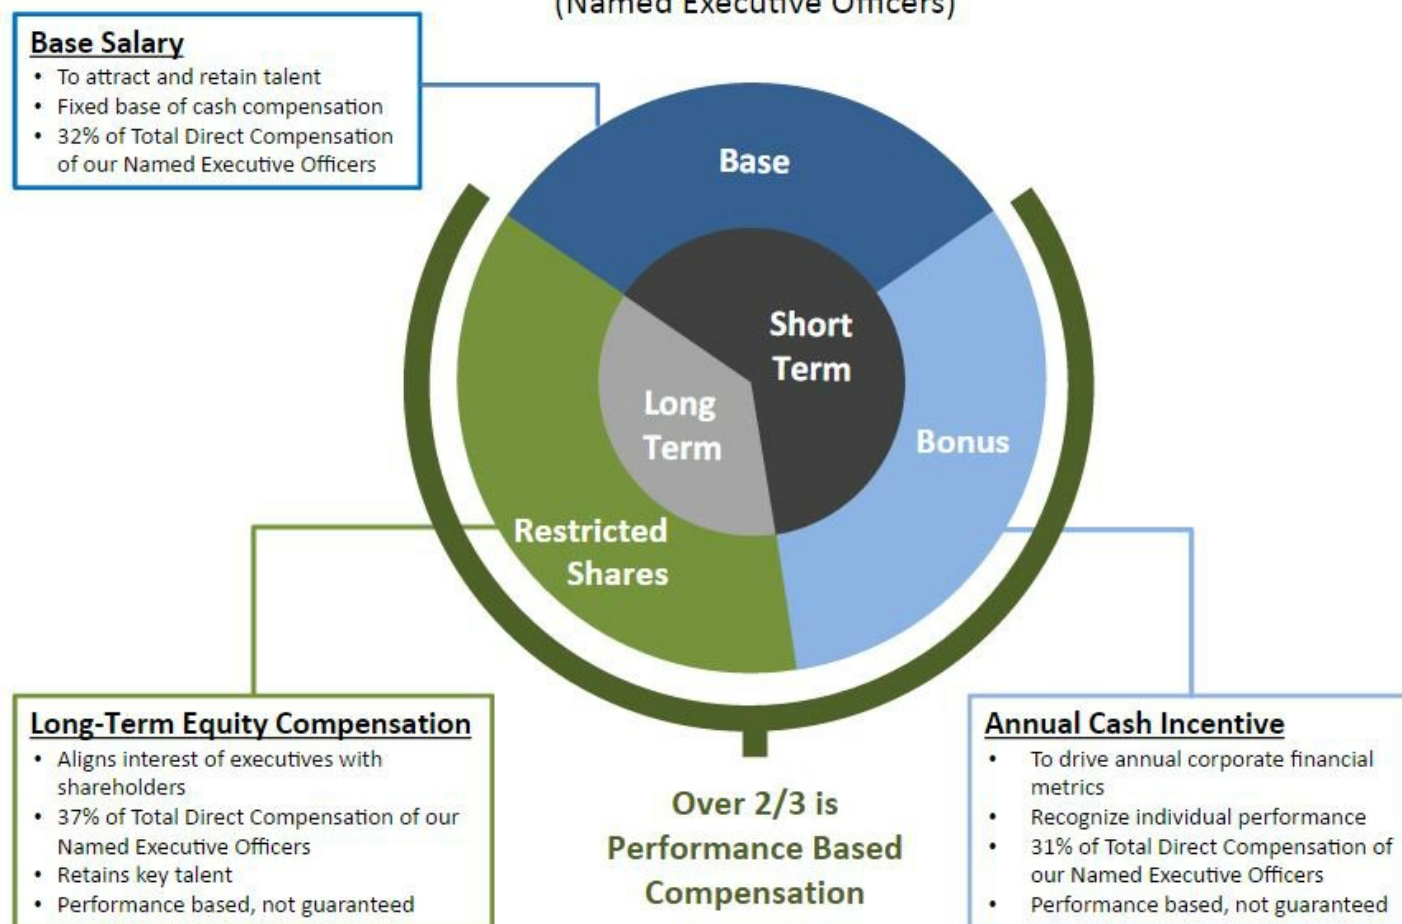 (Named Executive Officers)
Base Salary
• To attract and retain talent
• Fixed base of cash compensation
• 32% of Total Direct Compensation
of our Named Executive Officers
Base
Short
Term
Long
Term
Bonus
Restricted
Shares
Long-Term Equity Compensation
• Aligns interest of executives with
shareholders
• 37% of Total Direct Compensation of our
Named Executive Officers
• Retains key talent
• Performance based, not guaranteed
Over 2/3 is
Performance Based
Compensation
Annual Cash Incentive
• To drive annual corporate financial
metrics
• Recognize individual performance
• 31% of Total Direct Compensation of
our Named Executive Officers
• Performance based, not guaranteed